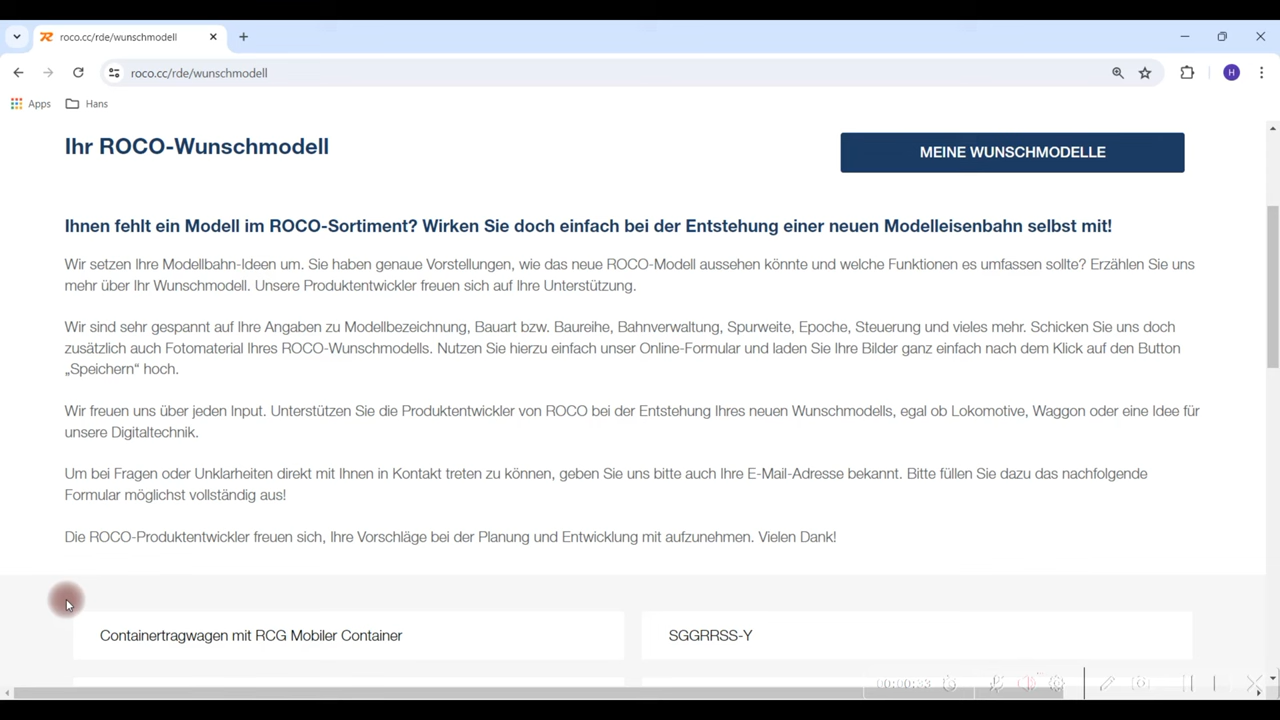 roco.cc/rde/wunschmodell
roco.cc/rde/wunschmodell
H
Apps
Hans
Ihr ROCO-Wunschmodell
MEINE WUNSCHMODELLE
Ihnen fehlt ein Modell im ROCO-Sortiment? Wirken Sie doch einfach bei der Entstehung einer neuen Modelleisenbahn selbst mit!
Wir setzen Ihre Modellbahn-Ideen um. Sie haben genaue Vorstellungen, wie das neue ROCO-Modell aussehen könnte und welche Funktionen es umfassen sollte? Erzählen Sie uns
mehr über Ihr Wunschmodell. Unsere Produktentwickler freuen sich auf Ihre Unterstützung.
Wir sind sehr gespannt auf Ihre Angaben zu Modellbezeichnung, Bauart bzw. Baureihe, Bahnverwaltung, Spurweite, Epoche, Steuerung und vieles mehr. Schicken Sie uns doch
zusätzlich auch Fotomaterial Ihres ROCO-Wunschmodells. Nutzen Sie hierzu einfach unser Online-Formular und laden Sie Ihre Bilder ganz einfach nach dem Klick auf den Button
„Speichern“ hoch.
Wir freuen uns über jeden Input. Unterstützen Sie die Produktentwickler von ROCO bei der Entstehung Ihres neuen Wunschmodells, egal ob Lokomotive, Waggon oder eine Idee für
unsere Digitaltechnik.
Um bei Fragen oder Unklarheiten direkt mit Ihnen in Kontakt treten zu können, geben Sie uns bitte auch Ihre E-Mail-Adresse bekannt. Bitte füllen Sie dazu das nachfolgende
Formular möglichst vollständig aus!
Die ROCO-Produktentwickler freuen sich, Ihre Vorschläge bei der Planung und Entwicklung mit aufzunehmen. Vielen Dank!
Containertragwagen mit RCG Mobiler Container
SGGRRSS-Y
00:00:33